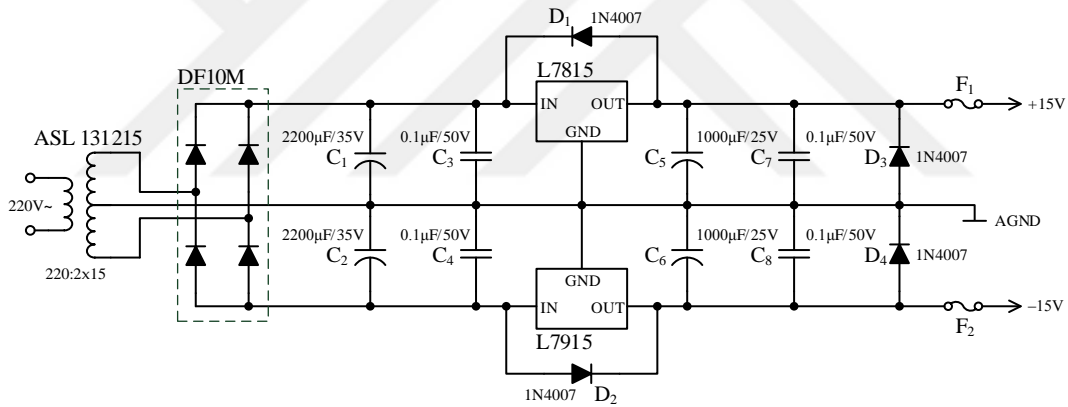 D₁ 1N4007
DF10M
L7815
F₁
IN OUT
+15V
GND
2200μF/35V 0.1μF/50V 1000μF/25V 0.1μF/50V
ASL 131215
C₁ C₃ C₅ C₇ D₃ 1N4007
220V~
AGND
2200μF/35V 0.1μF/50V 1000μF/25V 0.1μF/50V
C₂ C₄ C₆ C₈ D₄ 1N4007
220:2x15
GND
IN OUT
–15V
L7915
F₂
1N4007 D₂